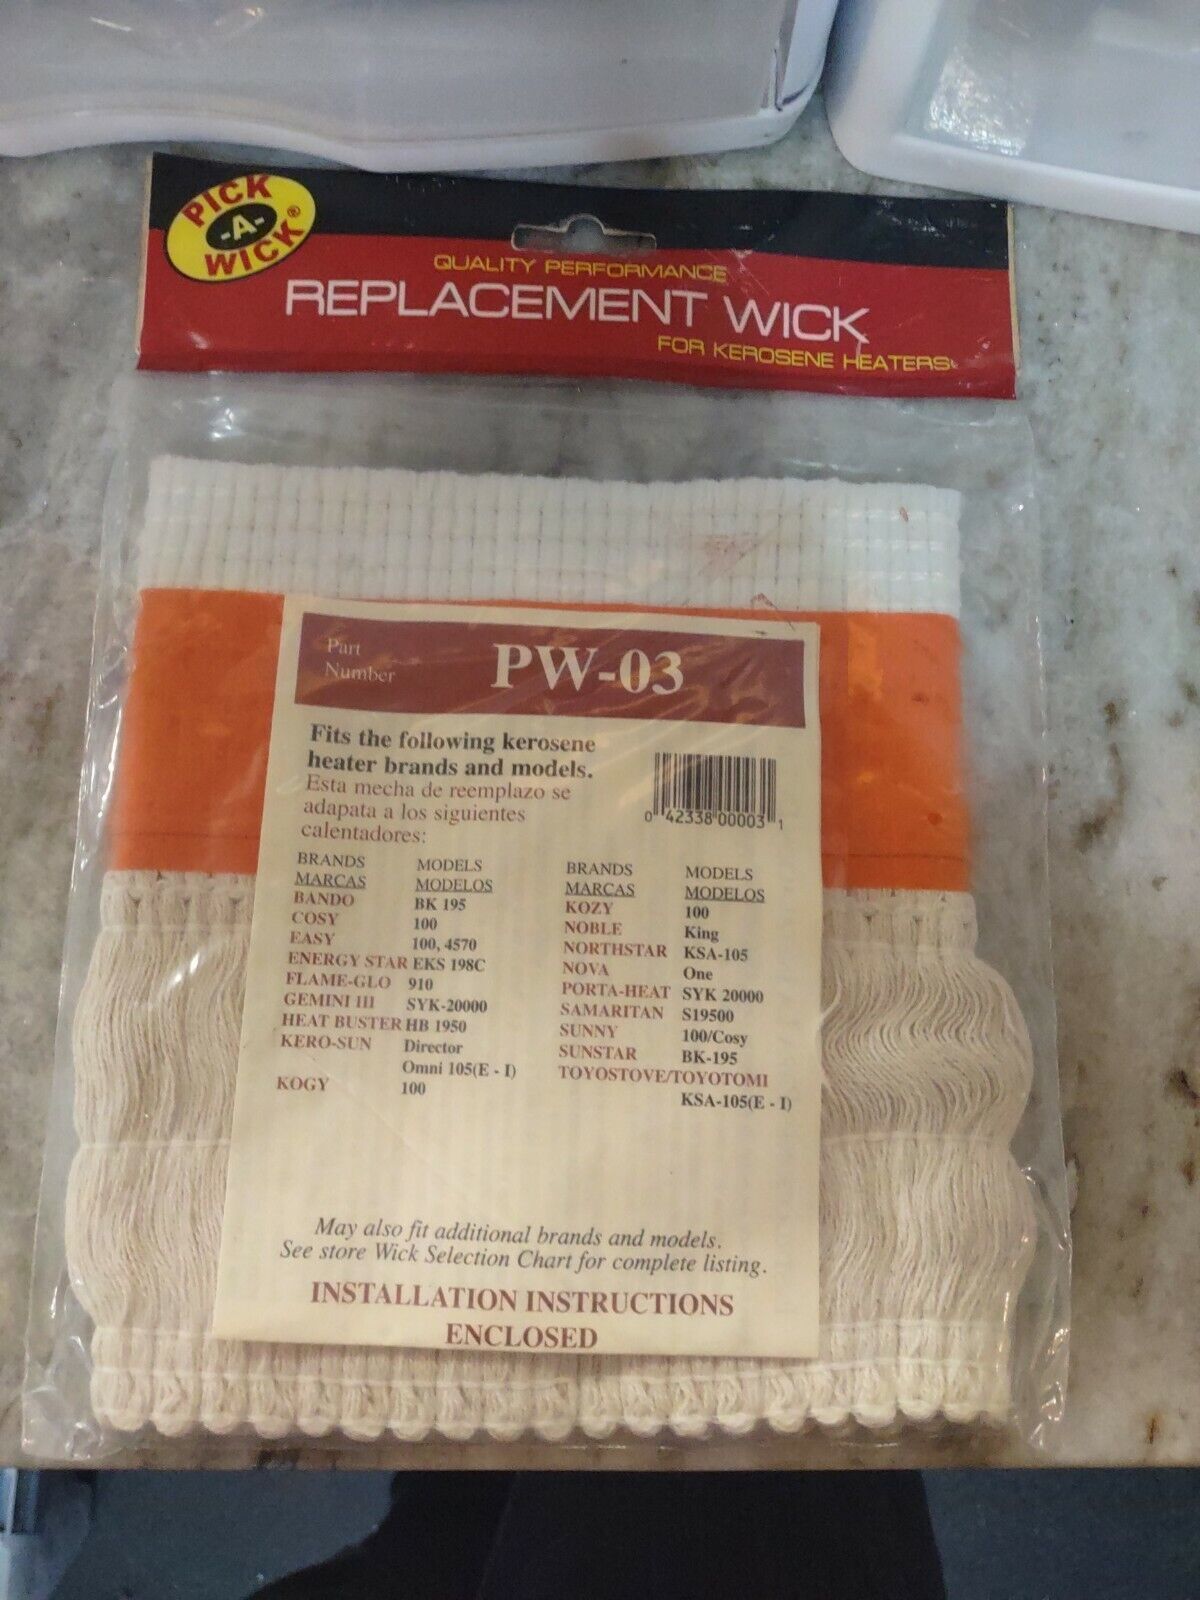 PICK
-A-
WICK®
QUALITY PERFORMANCE
REPLACEMENT WICK
FOR KEROSENE HEATERS
Part
Number
PW-03
Fits the following kerosene
heater brands and models.
Esta mecha de reemplazo se
adapata a los siguientes
calentadores:
0 42338 00003 1
BRANDS MODELS
MARCAS MODELOS
BANDO BK 195
COSY 100
EASY 100, 4570
ENERGY STAR EKS 198C
FLAME-GLO 910
GEMINI III SYK-20000
HEAT BUSTER HB 1950
KERO-SUN Director
Omni 105(E - I)
KOGY 100
BRANDS MODELS
MARCAS MODELOS
KOZY 100
NOBLE King
NORTHSTAR KSA-105
NOVA One
PORTA-HEAT SYK 20000
SAMARITAN S19500
SUNNY 100/Cosy
SUNSTAR BK-195
TOYOSTOVE/TOYOTOMI
KSA-105(E - I)
May also fit additional brands and models.
See store Wick Selection Chart for complete listing.
INSTALLATION INSTRUCTIONS
ENCLOSED